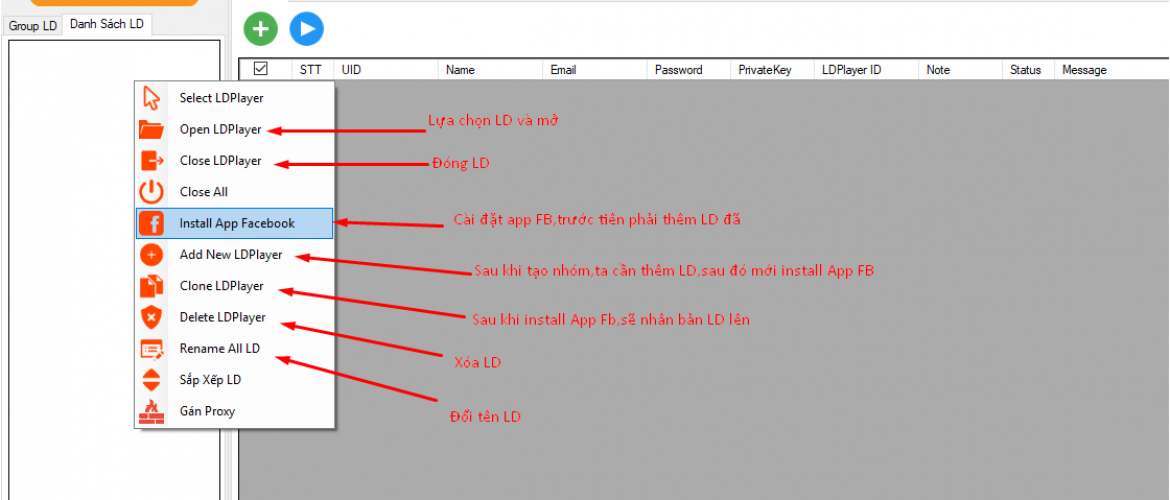 Group LD
Danh Sách LD
STT UID Name Email Password PrivateKey LDPlayer ID Note Status Message
Select LDPlayer
Open LDPlayer
Lựa chọn LD và mở
Close LDPlayer
Đóng LD
Close All
Install App Facebook
Cài đặt app FB,trước tiên phải thêm LD đã
Add New LDPlayer
Sau khi tạo nhóm,ta cần thêm LD,sau đó mới install App FB
Clone LDPlayer
Sau khi install App Fb,sẽ nhân bản LD lên
Delete LDPlayer
Xóa LD
Rename All LD
Đổi tên LD
Sắp Xếp LD
Gán Proxy